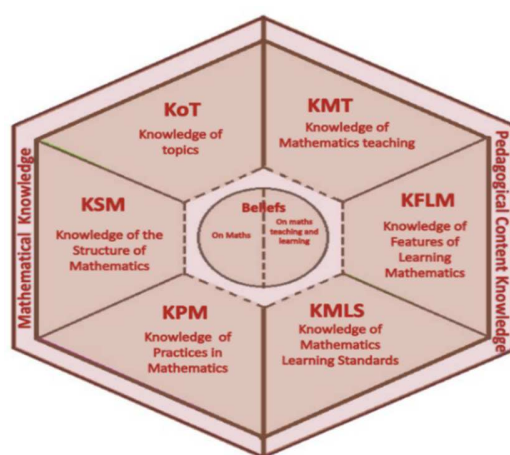 KoT
Knowledge of
topics
KMT
Knowledge of
Mathematics teaching
Mathematical Knowledge
KSM
Knowledge of the
Structure of
Mathematics
Beliefs
On Maths
On maths
teaching and
learning
KFLM
Knowledge of
Features of
Learning
Mathematics
Pedagogical Content Knowledge
KPM
Knowledge of
Practices in
Mathematics
KMLS
Knowledge of
Mathematics
Learning Standards